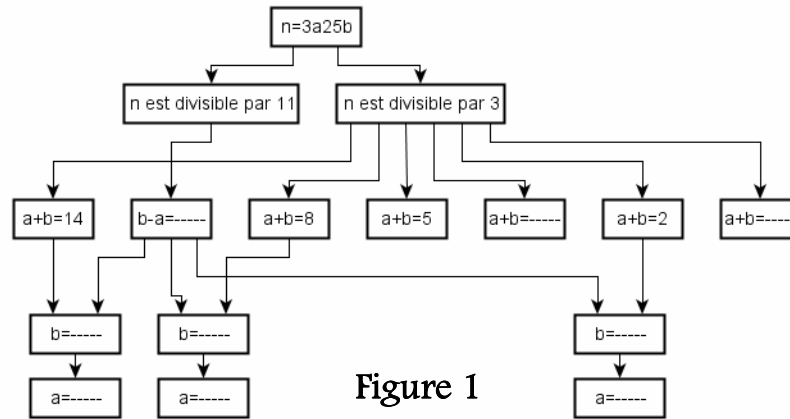 n=3a25b
n est divisible par 11
n est divisible par 3
a+b=14
b-a=-----
a+b=8
a+b=5
a+b=-----
a+b=2
a+b=----
b=-----
b=-----
b=-----
a=-----
a=-----
a=-----
Figure 1